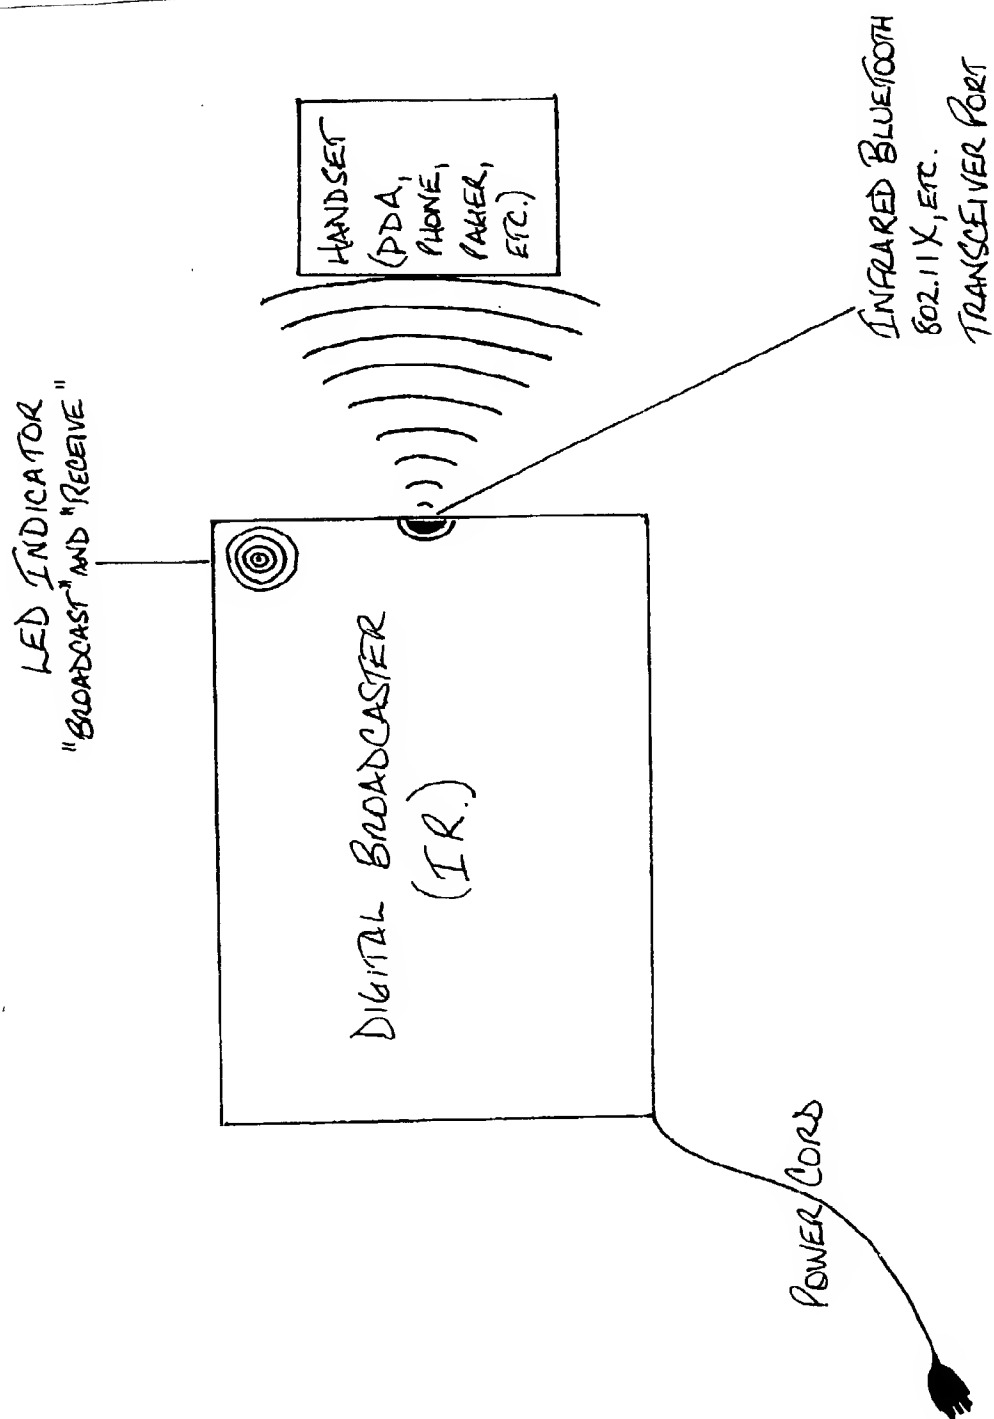 LED INDICATOR
"BROADCAST" AND "RECEIVE"
DIGITAL BROADCASTER
(IR.)
HANDSET
(PDA,
PHONE,
PAGER,
ETC.)
POWER CORD
INFRARED BLUETOOTH
802.11X, ETC.
TRANSCEIVER PORT